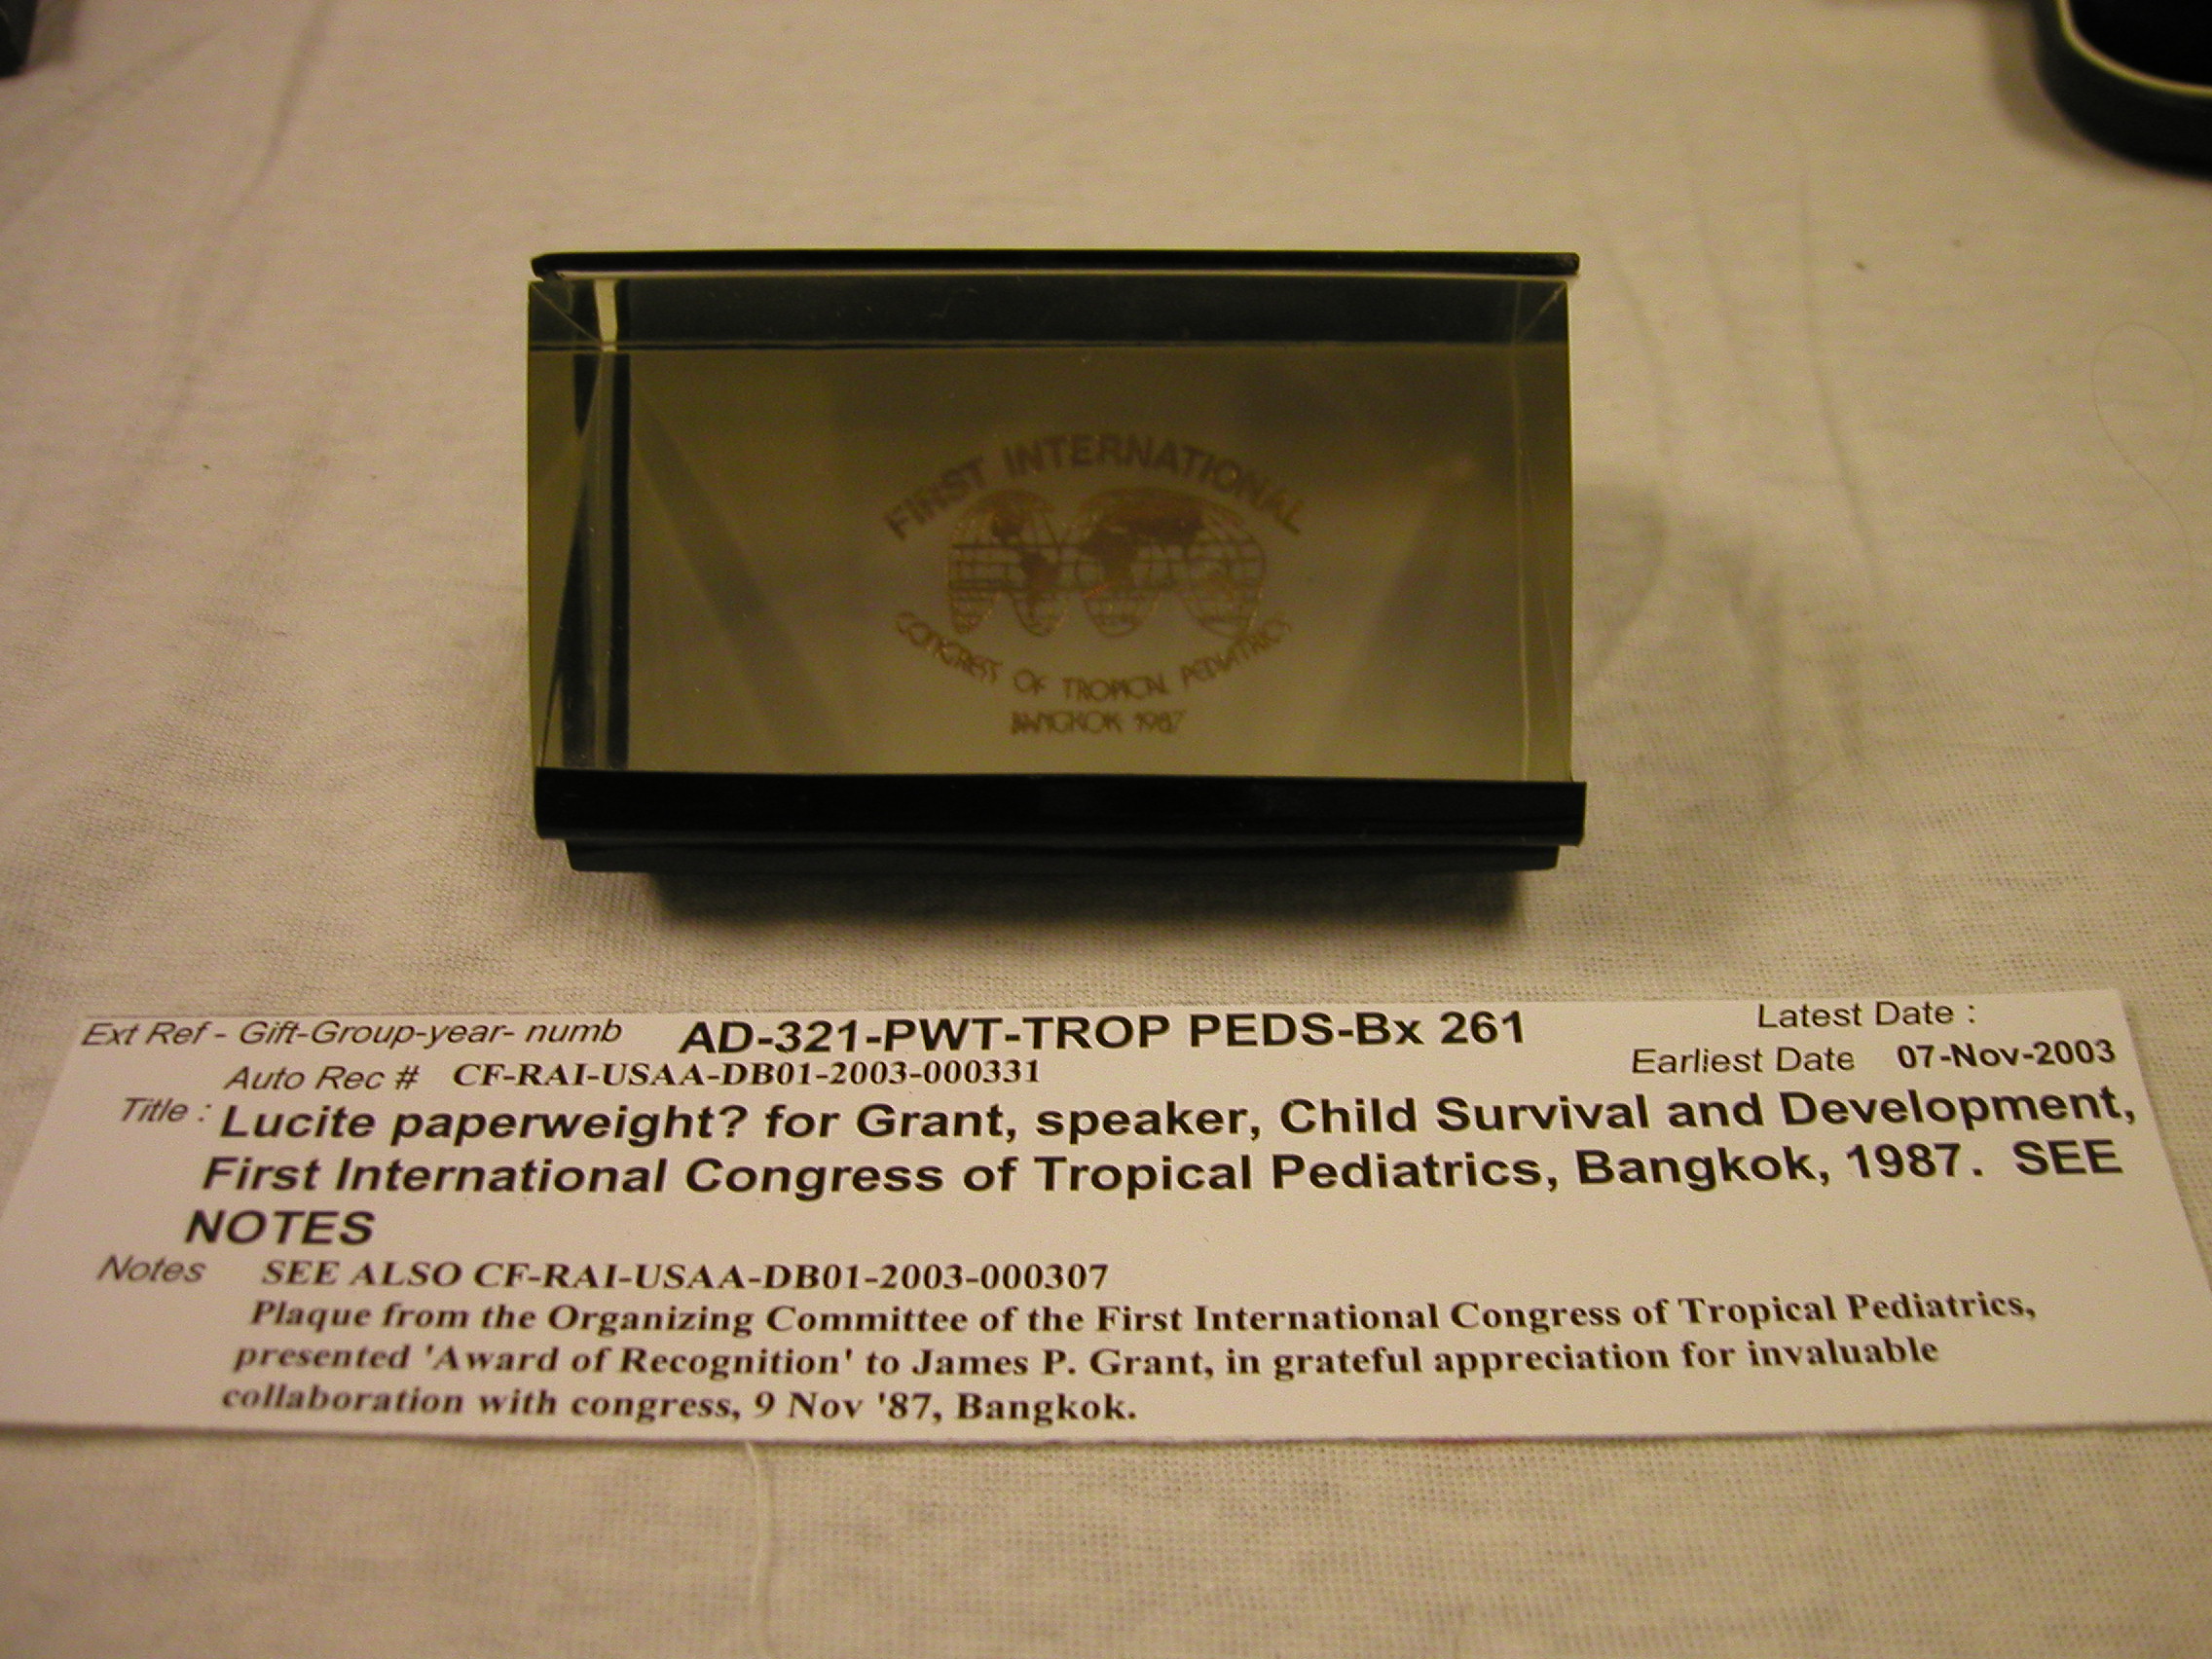 FIRST INTERNATIONAL
CONGRESS OF TROPICAL PEDIATRICS
BANGKOK 1987
Ext Ref - Gift-Group-year- numb AD-321-PWT-TROP PEDS-Bx 261 Latest Date :
Auto Rec # CF-RAI-USAA-DB01-2003-000331 Earliest Date 07-Nov-2003
Title : Lucite paperweight? for Grant, speaker, Child Survival and Development,
First International Congress of Tropical Pediatrics, Bangkok, 1987. SEE
NOTES
Notes SEE ALSO CF-RAI-USAA-DB01-2003-000307
Plaque from the Organizing Committee of the First International Congress of Tropical Pediatrics,
presented 'Award of Recognition' to James P. Grant, in grateful appreciation for invaluable
collaboration with congress, 9 Nov '87, Bangkok.